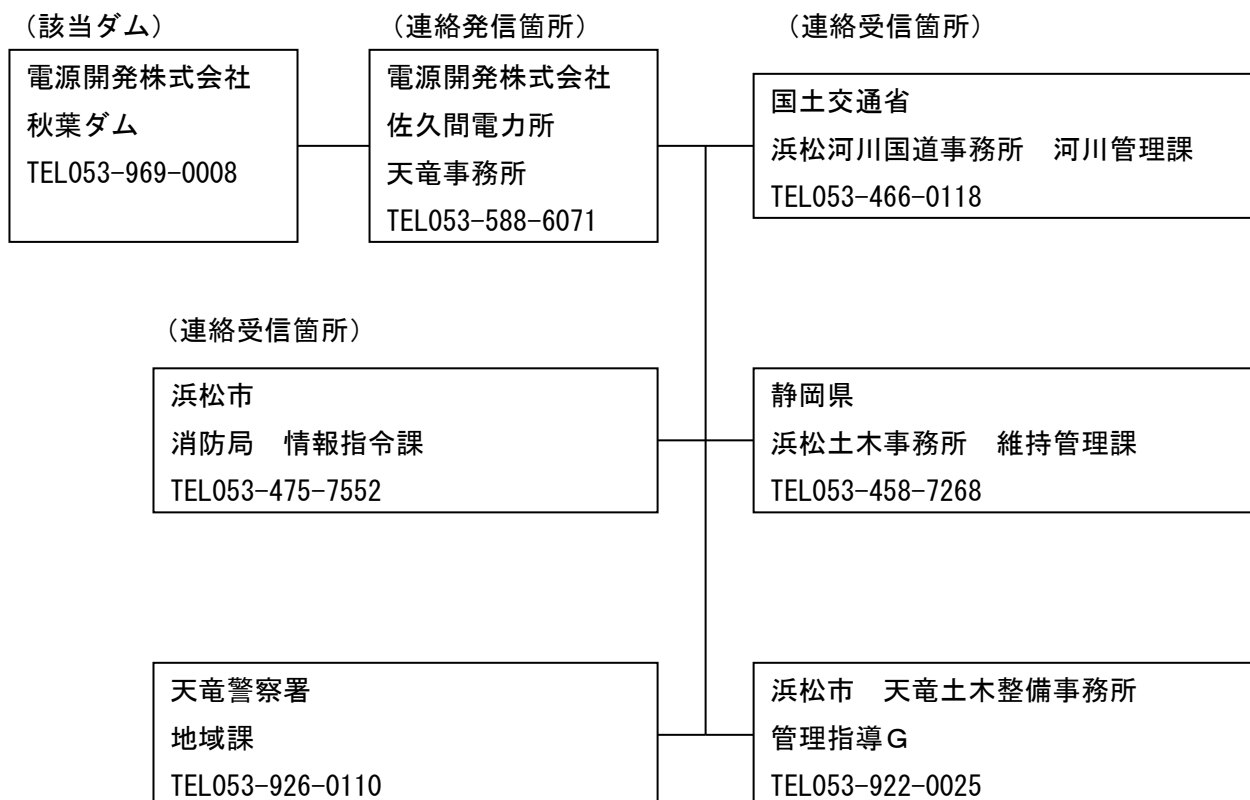 （該当ダム）
電源開発株式会社
秋葉ダム
TEL053-969-0008
（連絡発信箇所）
電源開発株式会社
佐久間電力所
天竜事務所
TEL053-588-6071
（連絡受信箇所）
国土交通省
浜松河川国道事務所　河川管理課
TEL053-466-0118
（連絡受信箇所）
浜松市
消防局　情報指令課
TEL053-475-7552
静岡県
浜松土木事務所　維持管理課
TEL053-458-7268
天竜警察署
地域課
TEL053-926-0110
浜松市　天竜土木整備事務所
管理指導Ｇ
TEL053-922-0025